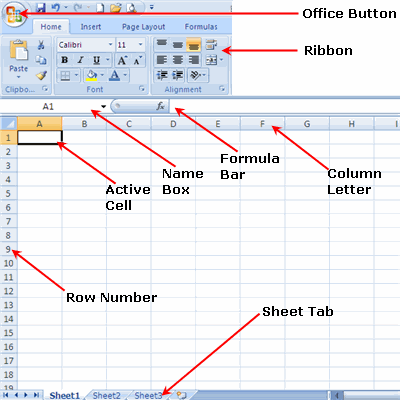 Office Button
Home Insert Page Layout Formulas
Ribbon
Calibri 11
Paste
B I U
Clipbo... Font Alignment
A1 fx
A B C D E F G H I
1
2
3
4
5
6
7
8
9
10
11
12
13
14
15
16
17
18
19
Active
Cell
Name
Box
Formula
Bar
Column
Letter
Row Number
Sheet Tab
Sheet1 Sheet2 Sheet3